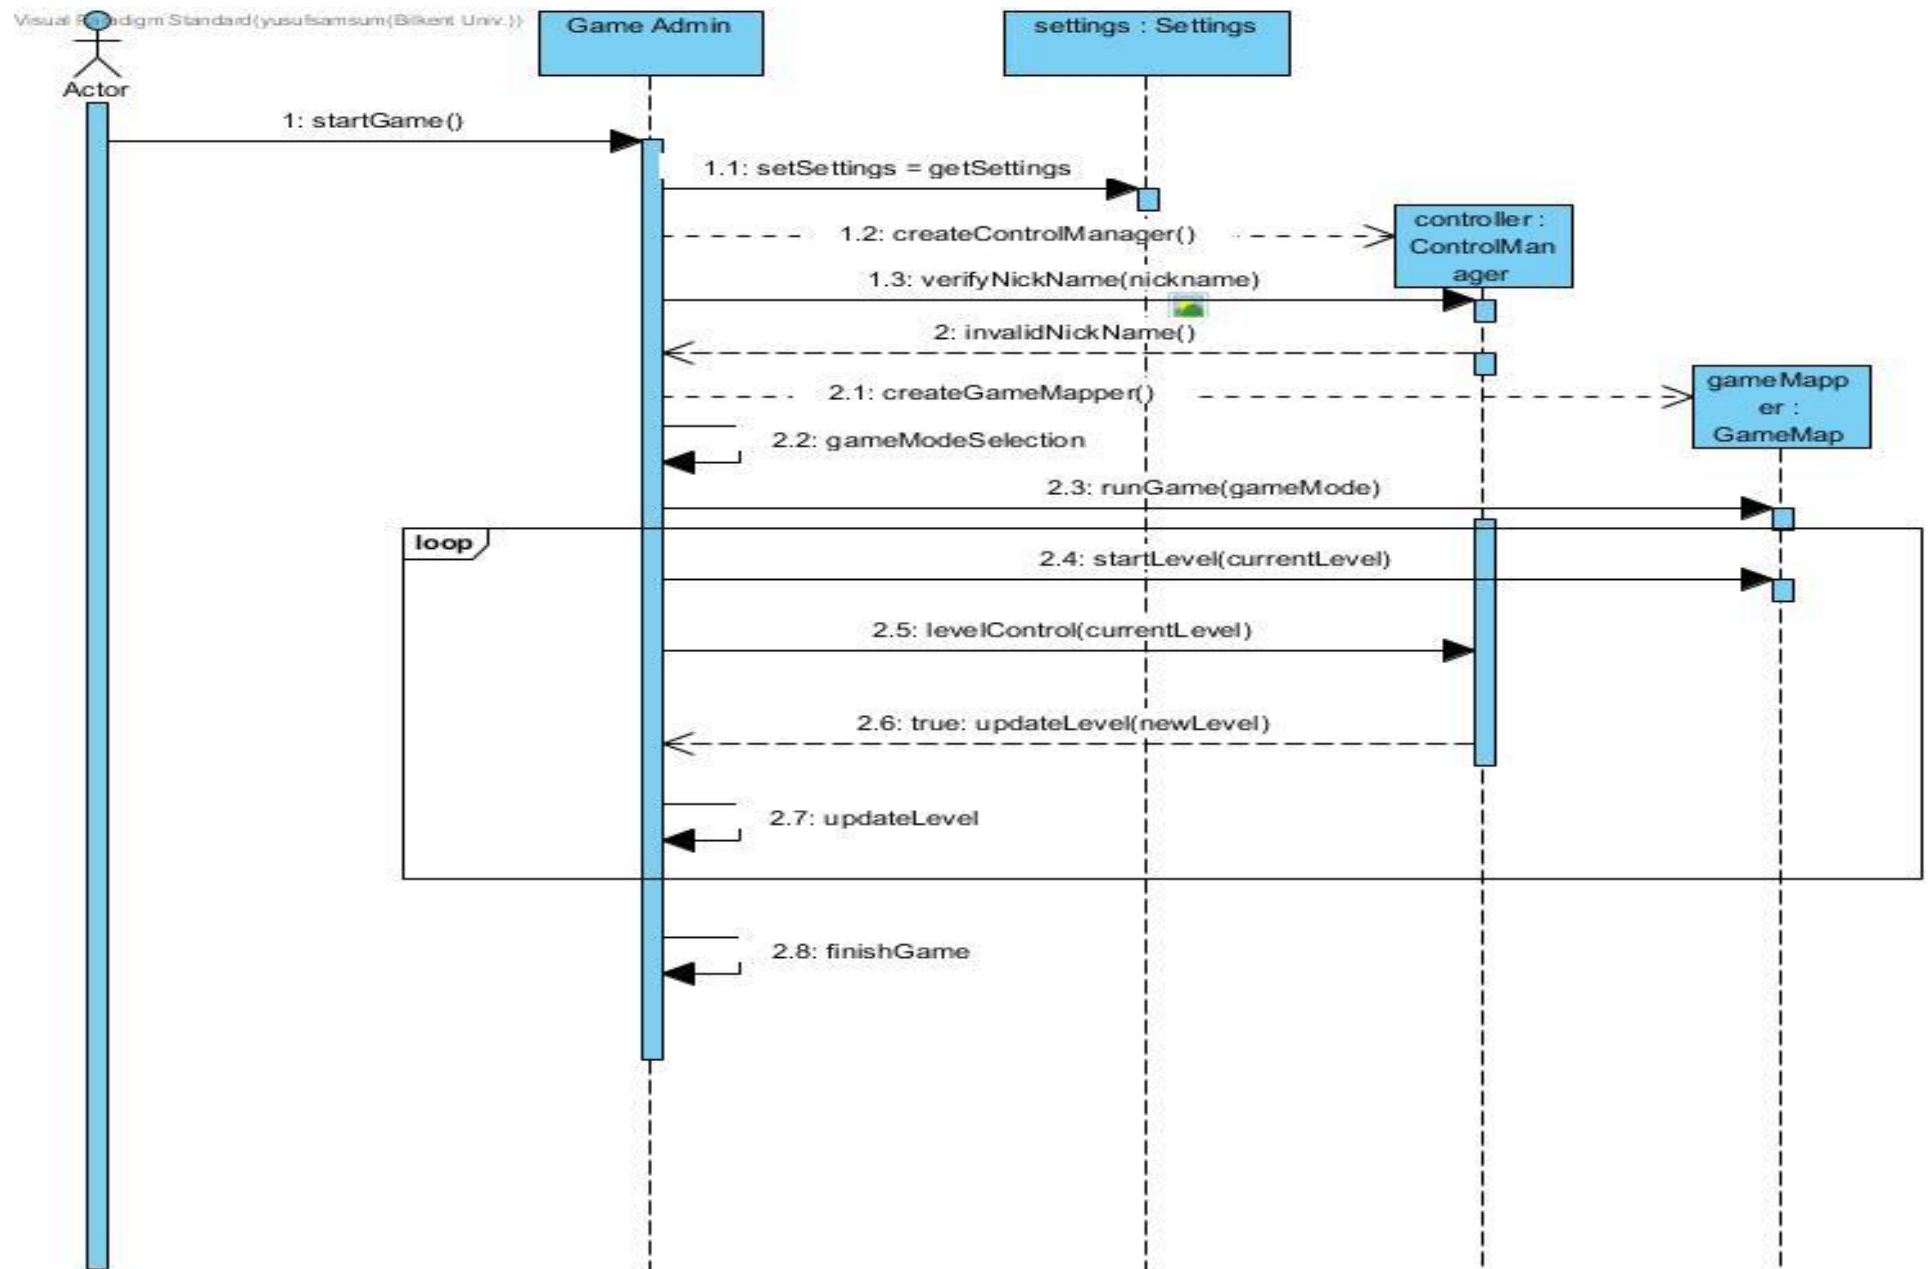 Visual Paradigm Standard(yusufsamsum(Bilkent Univ.))
Actor
Game Admin
settings : Settings
1: startGame()
1.1: setSettings = getSettings
controller :
ControlMan
ager
1.2: createControlManager()
1.3: verifyNickName(nickname)
2: invalidNickName()
gameMapp
er :
GameMap
2.1: createGameMapper()
2.2: gameModeSelection
2.3: runGame(gameMode)
loop
2.4: startLevel(currentLevel)
2.5: levelControl(currentLevel)
2.6: true: updateLevel(newLevel)
2.7: updateLevel
2.8: finishGame